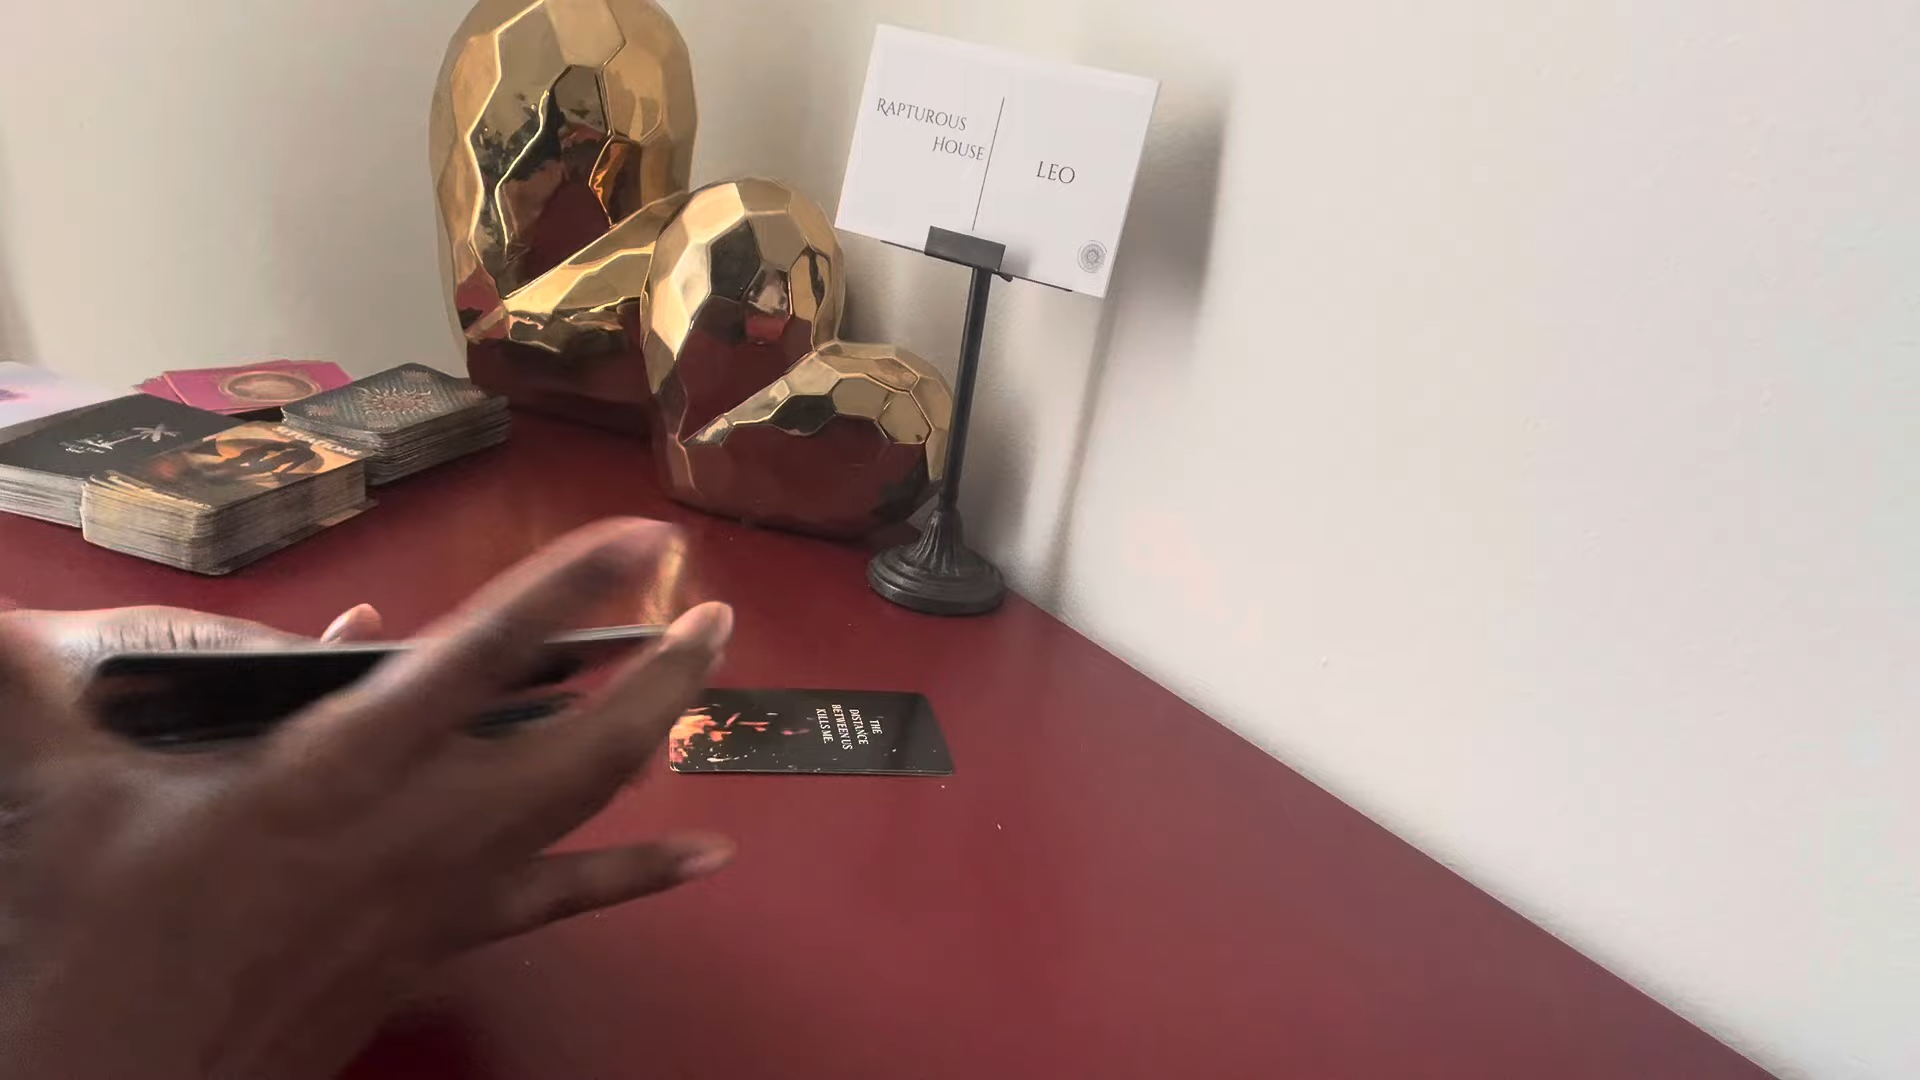 RAPTUROUS
HOUSE
LEO
THE
DISTANCE
BETWEEN US
KILLS ME.